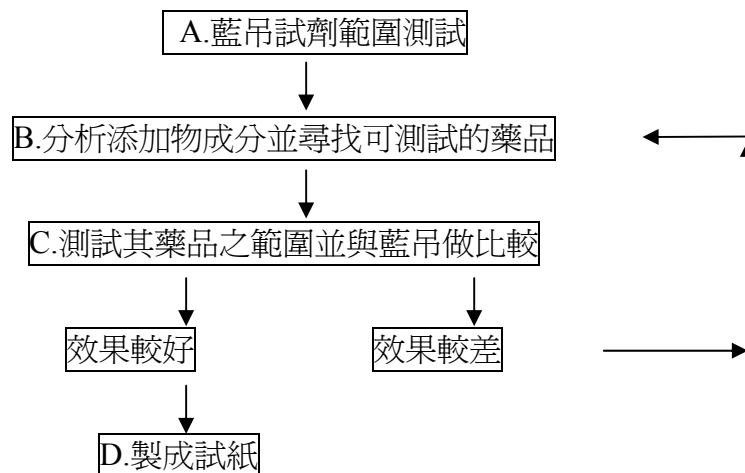 A.藍吊試劑範圍測試
B.分析添加物成分並尋找可測試的藥品
C.測試其藥品之範圍並與藍吊做比較
效果較好
效果較差
D.製成試紙